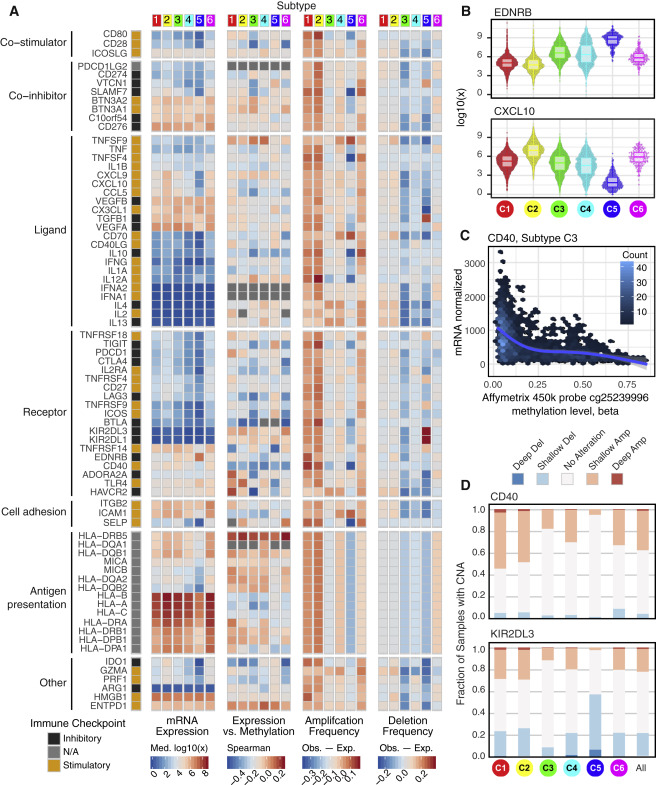 A
Subtype
1 2 3 4 5 6 1 2 3 4 5 6 1 2 3 4 5 6 1 2 3 4 5 6
Co-stimulator
CD80
CD28
ICOSLG
Co-inhibitor
PDCD1LG2
CD274
VTCN1
SLAMF7
BTN3A2
BTN3A1
C10orf54
CD276
Ligand
TNFSF9
TNF
TNFSF4
IL1B
CXCL9
CXCL10
CCL5
VEGFB
CX3CL1
TGFB1
VEGFA
CD70
CD40LG
IL10
IFNG
IL1A
IL12A
IFNA2
IFNA1
IL4
IL2
IL13
Receptor
TNFRSF18
TIGIT
PDCD1
CTLA4
IL2RA
TNFRSF4
CD27
LAG3
TNFRSF9
ICOS
BTLA
KIR2DL3
KIR2DL1
TNFRSF14
EDNRB
CD40
ADORA2A
TLR4
HAVCR2
Cell adhesion
ITGB2
ICAM1
SELP
Antigen
presentation
HLA-DRB5
HLA-DQA1
HLA-DQB1
MICA
MICB
HLA-DQA2
HLA-DQB2
HLA-B
HLA-A
HLA-C
HLA-DRA
HLA-DRB1
HLA-DPB1
HLA-DPA1
Other
IDO1
GZMA
PRF1
ARG1
HMGB1
ENTPD1
Immune Checkpoint
Inhibitory
N/A
Stimulatory
mRNA
Expression
Med. log10(x)
0 2 4 6 8
Expression
vs. Methylation
Spearman
−0.4 0 0.2
Amplifcation
Frequency
Obs. — Exp.
−0.3 −0.2 −0.1 0 0.1
Deletion
Frequency
Obs. — Exp.
−0.2 0 0.2
B
EDNRB
log10(x)
9
6
3
0
CXCL10
9
6
3
0
C1 C2 C3 C4 C5 C6
C
CD40, Subtype C3
mRNA normalized
3000
2000
1000
0
Count
40
30
20
10
0.00 0.25 0.50 0.75
Affymetrix 450k probe cg25239996
methylation level, beta
Deep Del
Shallow Del
No Alteration
Shallow Amp
Deep Amp
D
CD40
Fraction of Samples with CNA
1.0
0.8
0.6
0.4
0.2
0.0
KIR2DL3
1.0
0.8
0.6
0.4
0.2
0.0
C1 C2 C3 C4 C5 C6 All